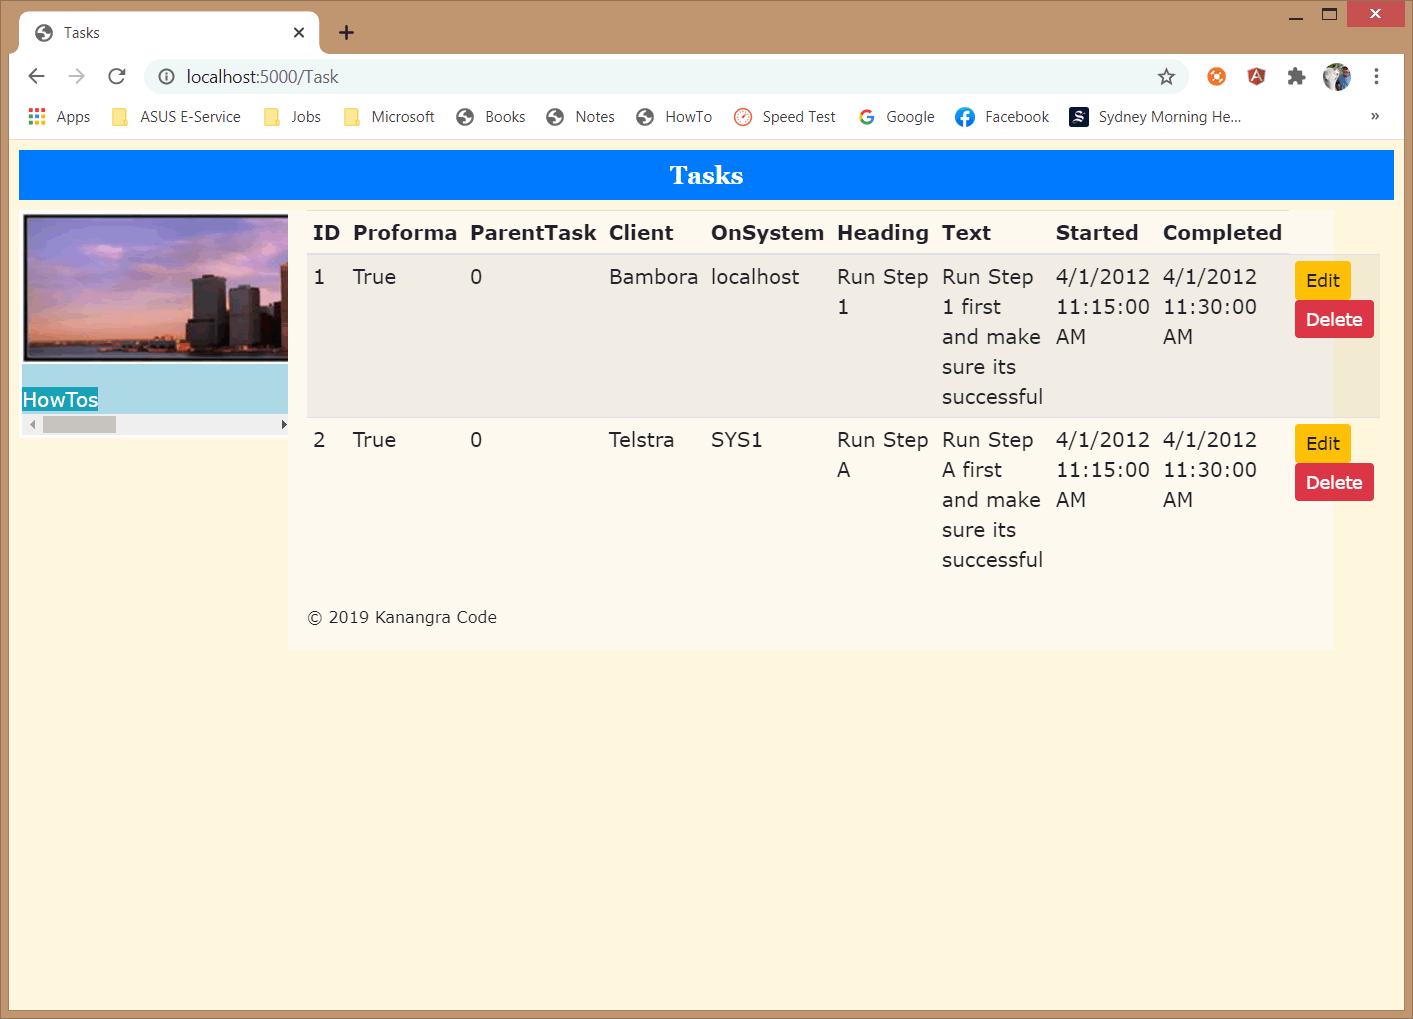 Tasks
localhost:5000/Task
Apps ASUS E-Service Jobs Microsoft Books Notes HowTo Speed Test Google Facebook Sydney Morning He... »
Tasks
HowTos
ID Proforma ParentTask Client OnSystem Heading Text Started Completed
1 True 0 Bambora localhost Run Step Run Step 4/1/2012 4/1/2012 Edit
1 1 first 11:15:00 11:30:00
and make AM AM Delete
sure its
successful
2 True 0 Telstra SYS1 Run Step Run Step 4/1/2012 4/1/2012 Edit
A A first 11:15:00 11:30:00
and make AM AM Delete
sure its
successful
© 2019 Kanangra Code